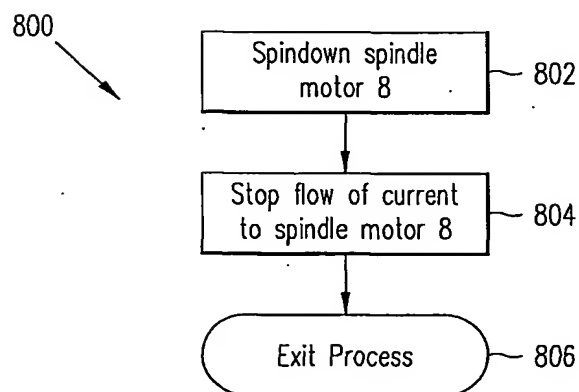 800
Spindown spindle
motor 8
802
Stop flow of current
to spindle motor 8
804
Exit Process
806